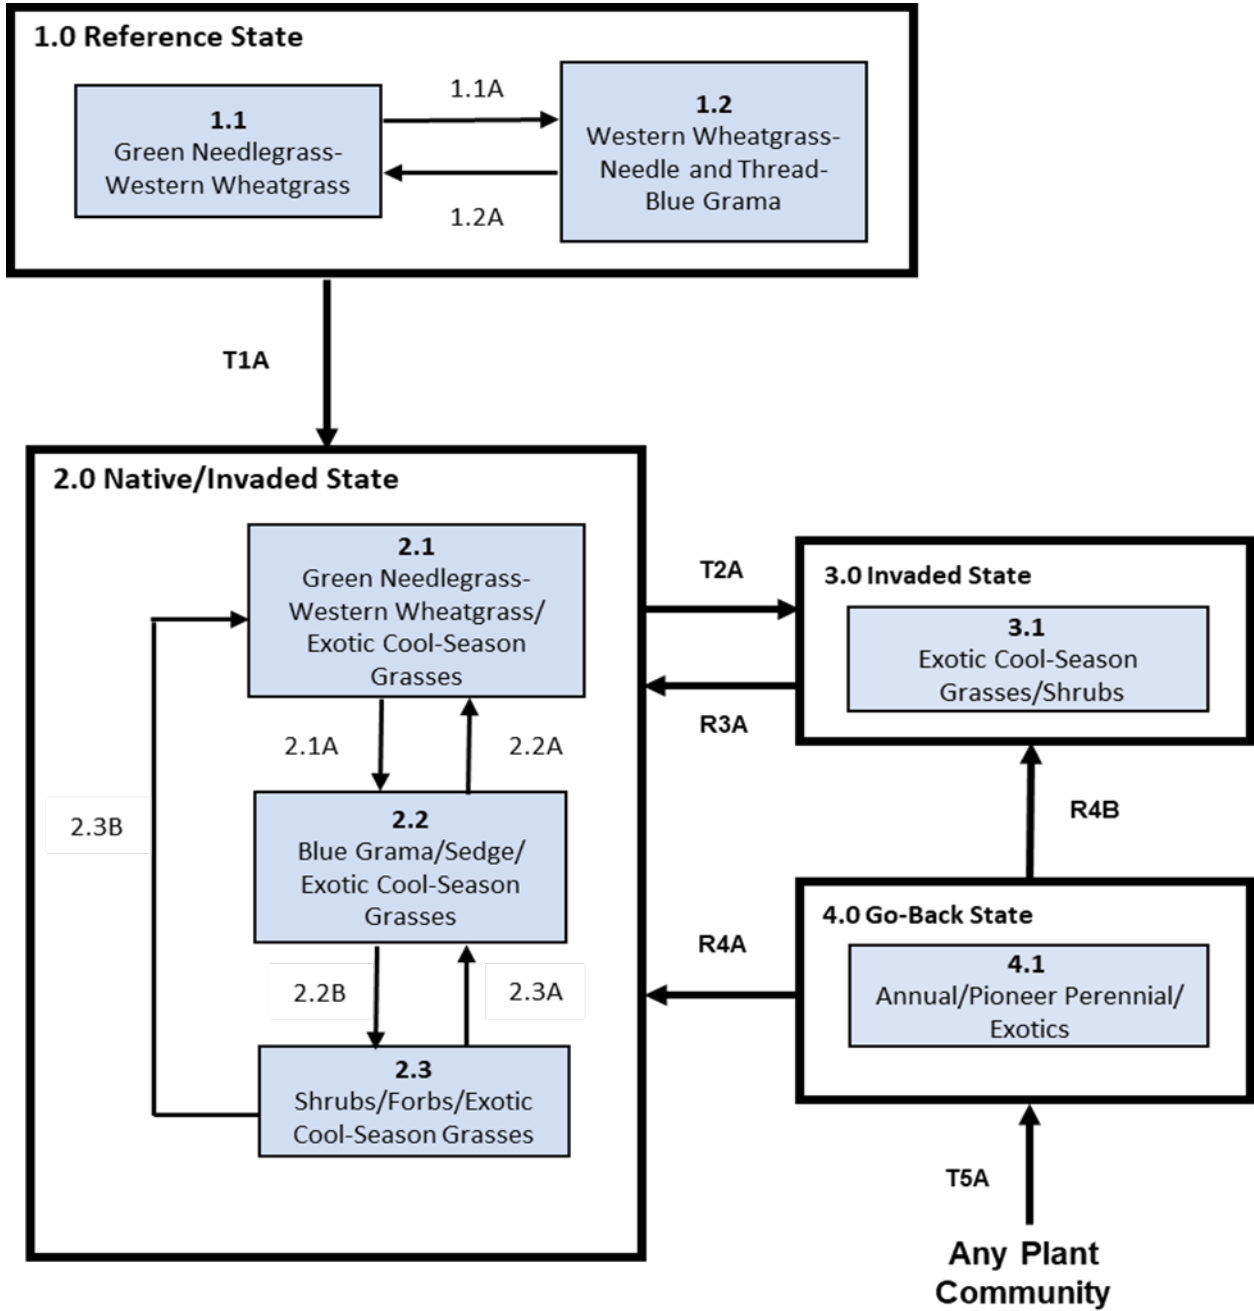 1.0 Reference State
1.1
Green Needlegrass-
Western Wheatgrass
1.1A
1.2A
1.2
Western Wheatgrass-
Needle and Thread-
Blue Grama
T1A
2.0 Native/Invaded State
2.1
Green Needlegrass-
Western Wheatgrass/
Exotic Cool-Season
Grasses
2.1A
2.2A
2.3B
2.2
Blue Grama/Sedge/
Exotic Cool-Season
Grasses
2.2B
2.3A
2.3
Shrubs/Forbs/Exotic
Cool-Season Grasses
T2A
R3A
3.0 Invaded State
3.1
Exotic Cool-Season
Grasses/Shrubs
R4B
R4A
4.0 Go-Back State
4.1
Annual/Pioneer Perennial/
Exotics
T5A
Any Plant
Community